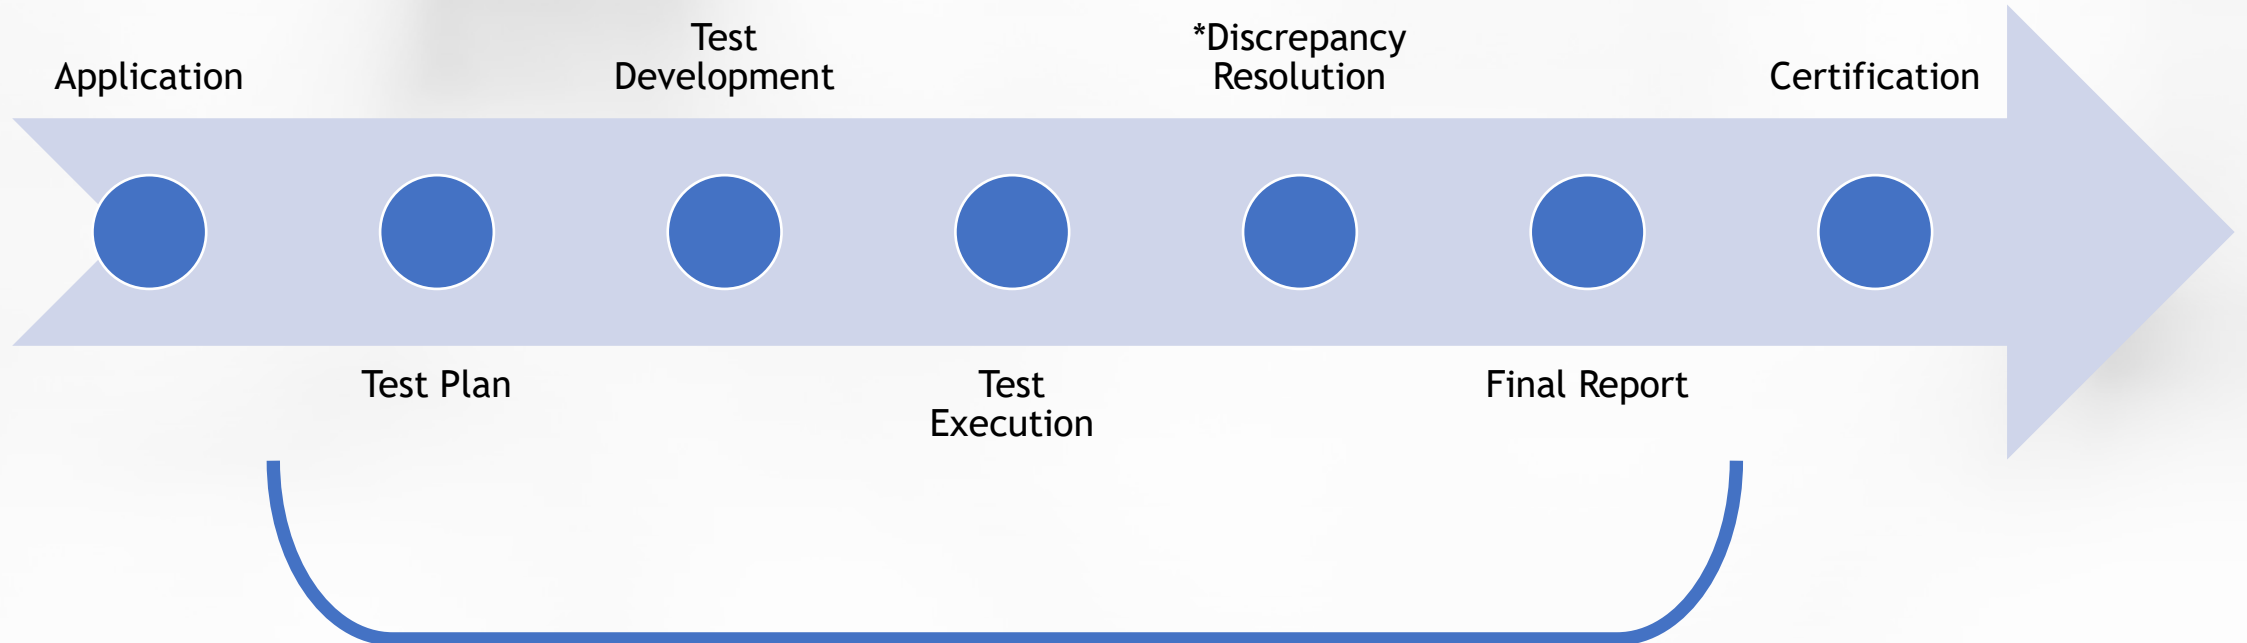 Application
Test
Development
*Discrepancy
Resolution
Certification
Test Plan
Test
Execution
Final Report